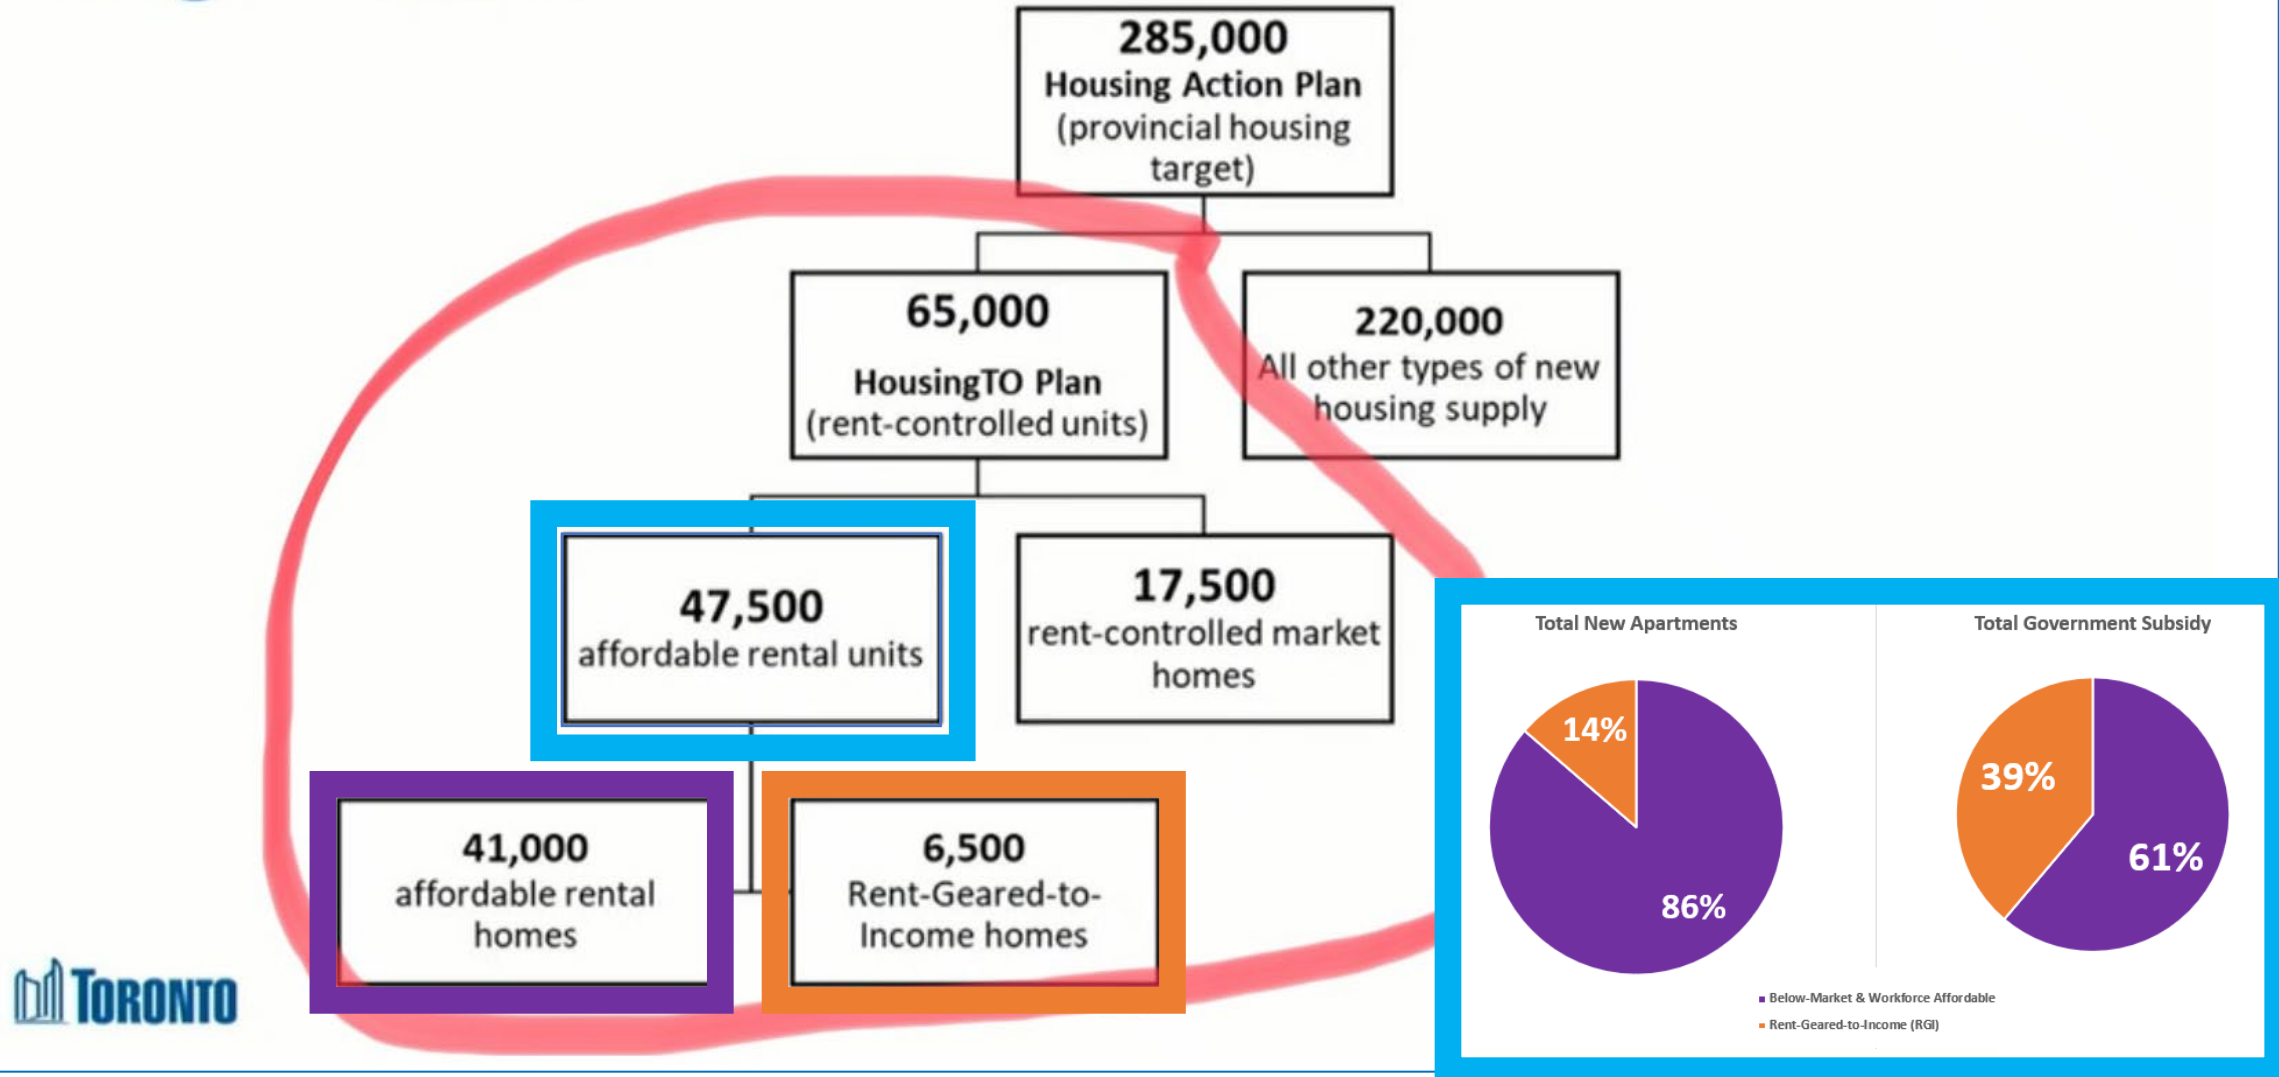 285,000
Housing Action Plan
(provincial housing
target)
65,000
HousingTO Plan
(rent-controlled units)
220,000
All other types of new
housing supply
47,500
affordable rental units
17,500
rent-controlled market
homes
41,000
affordable rental
homes
6,500
Rent-Geared-to-
Income homes
TORONTO
Total New Apartments
14%
86%
Total Government Subsidy
39%
61%
Below-Market & Workforce Affordable
Rent-Geared-to-Income (RGI)